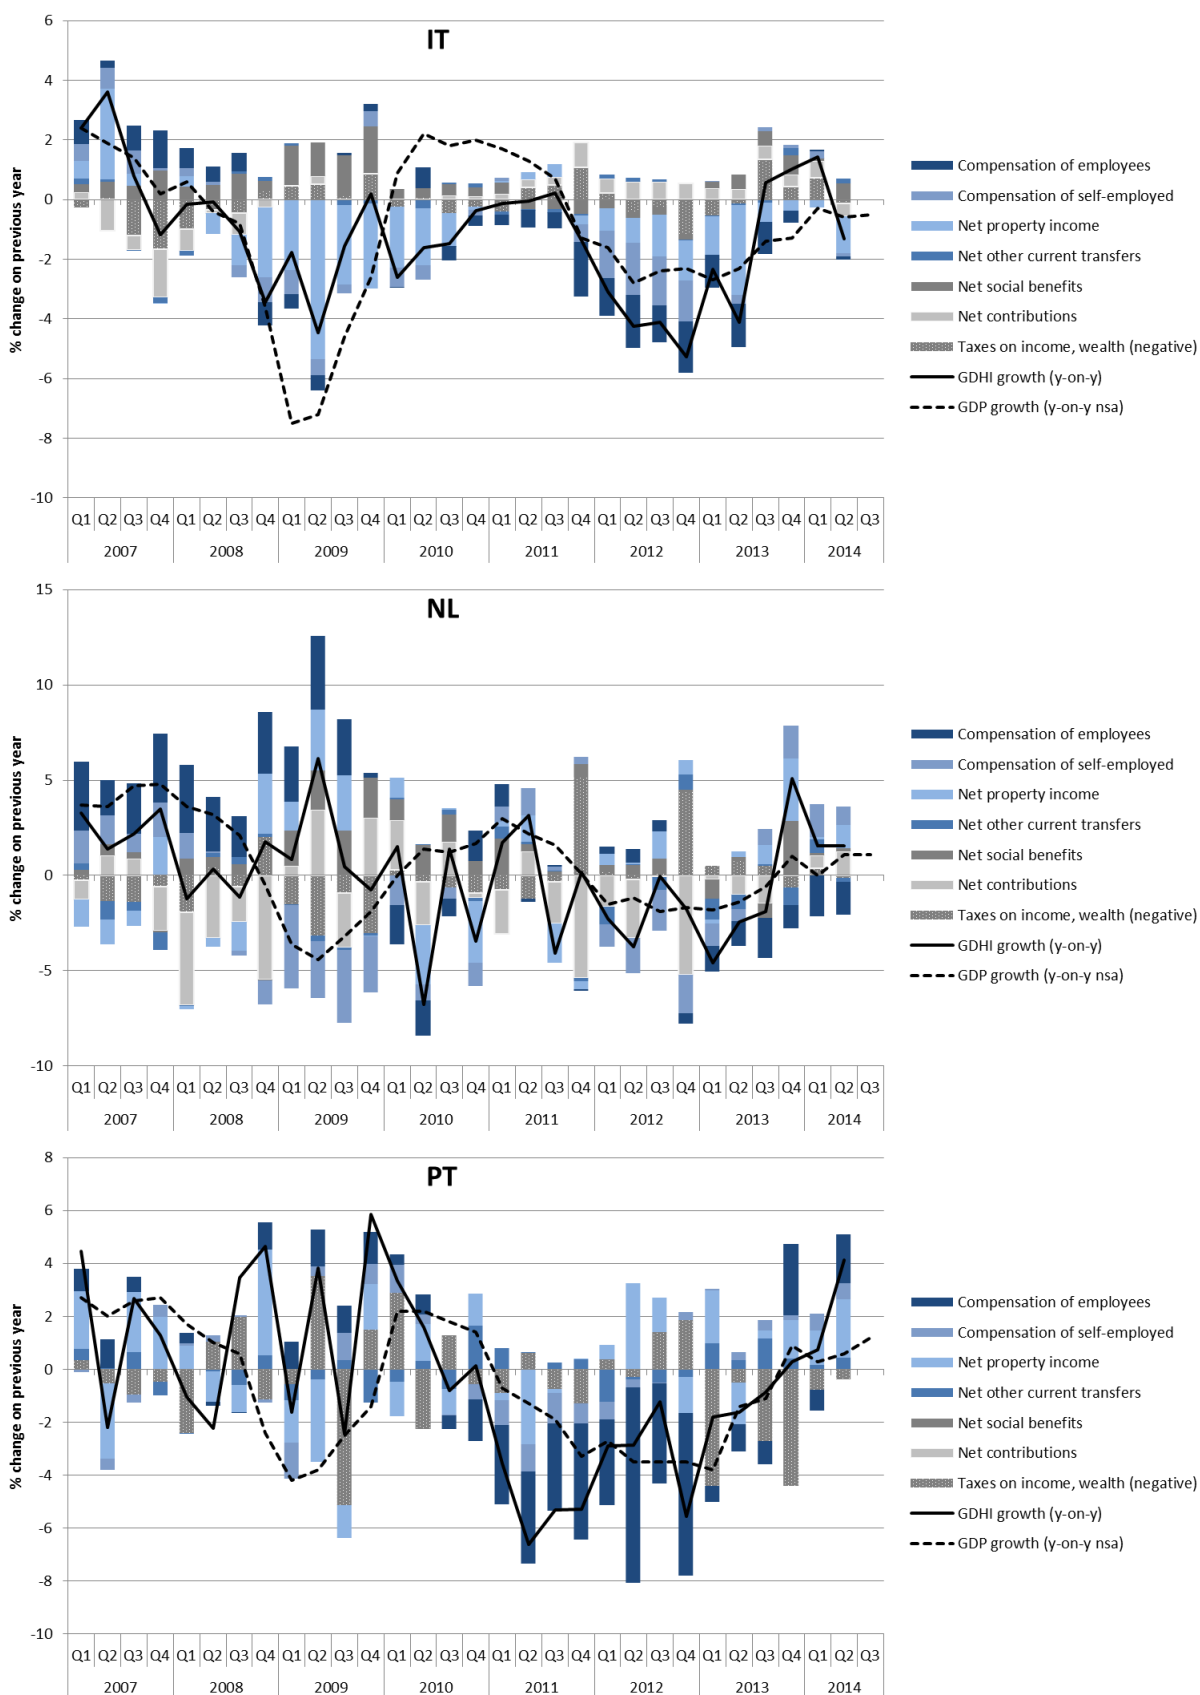 IT
% change on previous year
6
4
2
0
-2
-4
-6
-8
-10
Q1 Q2 Q3 Q4 Q1 Q2 Q3 Q4 Q1 Q2 Q3 Q4 Q1 Q2 Q3 Q4 Q1 Q2 Q3 Q4 Q1 Q2 Q3 Q4 Q1 Q2 Q3 Q4 Q1 Q2 Q3
2007 2008 2009 2010 2011 2012 2013 2014
Compensation of employees
Compensation of self-employed
Net property income
Net other current transfers
Net social benefits
Net contributions
Taxes on income, wealth (negative)
GDHI growth (y-on-y)
GDP growth (y-on-y nsa)
NL
% change on previous year
15
10
5
0
-5
-10
Q1 Q2 Q3 Q4 Q1 Q2 Q3 Q4 Q1 Q2 Q3 Q4 Q1 Q2 Q3 Q4 Q1 Q2 Q3 Q4 Q1 Q2 Q3 Q4 Q1 Q2 Q3 Q4 Q1 Q2 Q3
2007 2008 2009 2010 2011 2012 2013 2014
Compensation of employees
Compensation of self-employed
Net property income
Net other current transfers
Net social benefits
Net contributions
Taxes on income, wealth (negative)
GDHI growth (y-on-y)
GDP growth (y-on-y nsa)
PT
% change on previous year
8
6
4
2
0
-2
-4
-6
-8
-10
Q1 Q2 Q3 Q4 Q1 Q2 Q3 Q4 Q1 Q2 Q3 Q4 Q1 Q2 Q3 Q4 Q1 Q2 Q3 Q4 Q1 Q2 Q3 Q4 Q1 Q2 Q3 Q4 Q1 Q2 Q3
2007 2008 2009 2010 2011 2012 2013 2014
Compensation of employees
Compensation of self-employed
Net property income
Net other current transfers
Net social benefits
Net contributions
Taxes on income, wealth (negative)
GDHI growth (y-on-y)
GDP growth (y-on-y nsa)